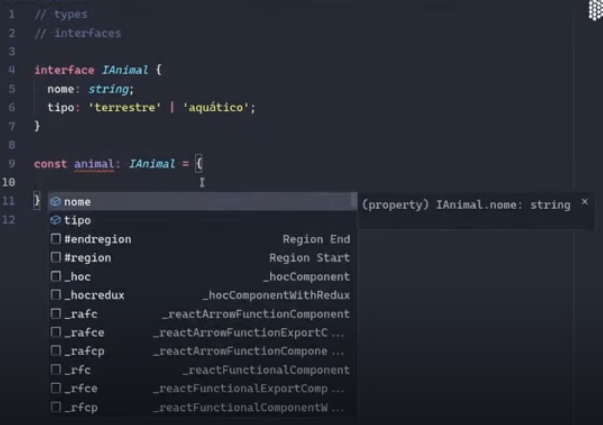 1 // types
2 // interfaces
3
4 interface IAnimal {
5 nome: string;
6 tipo: 'terrestre' | 'aquático';
7 }
8
9 const animal: IAnimal = {
10
11 }
12
nome
(property) IAnimal.nome: string ×
tipo
#endregion Region End
#region Region Start
_hoc _hocComponent
_hocredux _hocComponentWithRedux
_rafc _reactArrowFunctionComponent
_rafce _reactArrowFunctionExportC...
_rafcp _reactArrowFunctionCompone...
_rfc _reactFunctionalComponent
_rfce _reactFunctionalExportComp...
_rfcp _reactFunctionalComponentW...